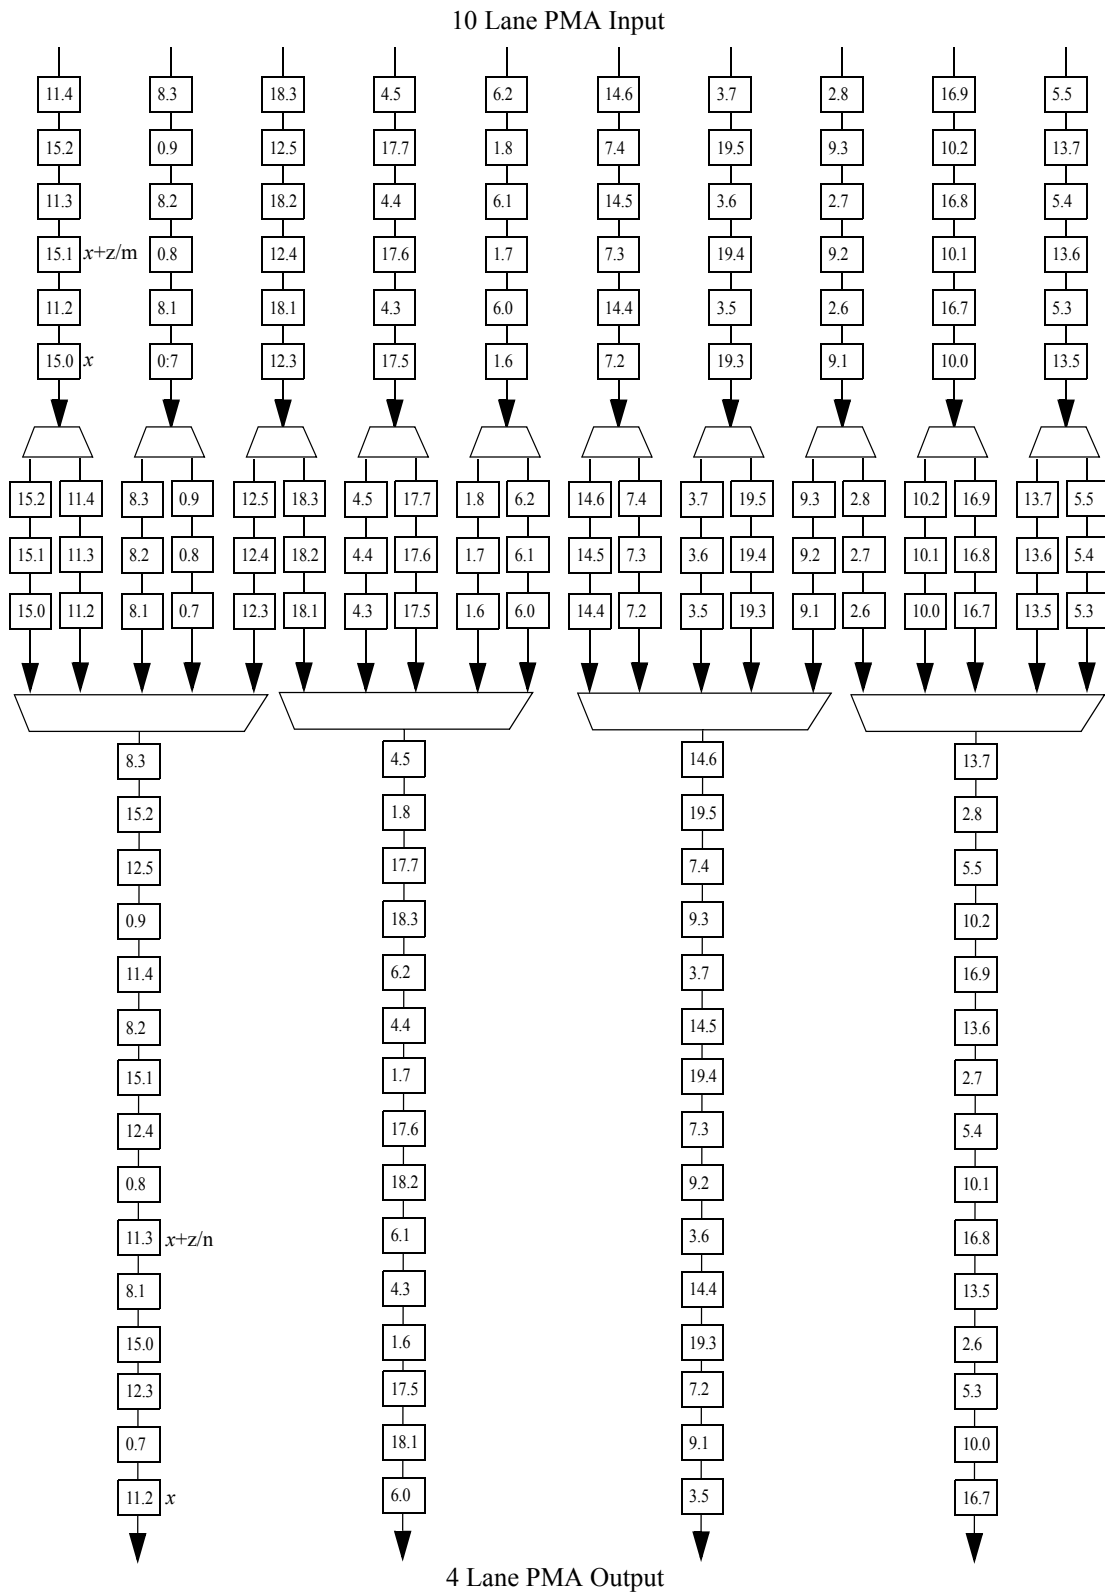 10 Lane PMA Input
11.4 8.3 18.3 4.5 6.2 14.6 3.7 2.8 16.9 5.5
15.2 0.9 12.5 17.7 1.8 7.4 19.5 9.3 10.2 13.7
11.3 8.2 18.2 4.4 6.1 14.5 3.6 2.7 16.8 5.4
15.1 x+z/m 0.8 12.4 17.6 1.7 7.3 19.4 9.2 10.1 13.6
11.2 8.1 18.1 4.3 6.0 14.4 3.5 2.6 16.7 5.3
15.0 x 0:7 12.3 17.5 1.6 7.2 19.3 9.1 10.0 13.5
15.2 11.4 8.3 0.9 12.5 18.3 4.5 17.7 1.8 6.2 14.6 7.4 3.7 19.5 9.3 2.8 10.2 16.9 13.7 5.5
15.1 11.3 8.2 0.8 12.4 18.2 4.4 17.6 1.7 6.1 14.5 7.3 3.6 19.4 9.2 2.7 10.1 16.8 13.6 5.4
15.0 11.2 8.1 0.7 12.3 18.1 4.3 17.5 1.6 6.0 14.4 7.2 3.5 19.3 9.1 2.6 10.0 16.7 13.5 5.3
8.3 4.5 14.6 13.7
15.2 1.8 19.5 2.8
12.5 17.7 7.4 5.5
0.9 18.3 9.3 10.2
11.4 6.2 3.7 16.9
8.2 4.4 14.5 13.6
15.1 1.7 19.4 2.7
12.4 17.6 7.3 5.4
0.8 18.2 9.2 10.1
11.3 x+z/n 6.1 3.6 16.8
8.1 4.3 14.4 13.5
15.0 1.6 19.3 2.6
12.3 17.5 7.2 5.3
0.7 18.1 9.1 10.0
11.2 x 6.0 3.5 16.7
4 Lane PMA Output